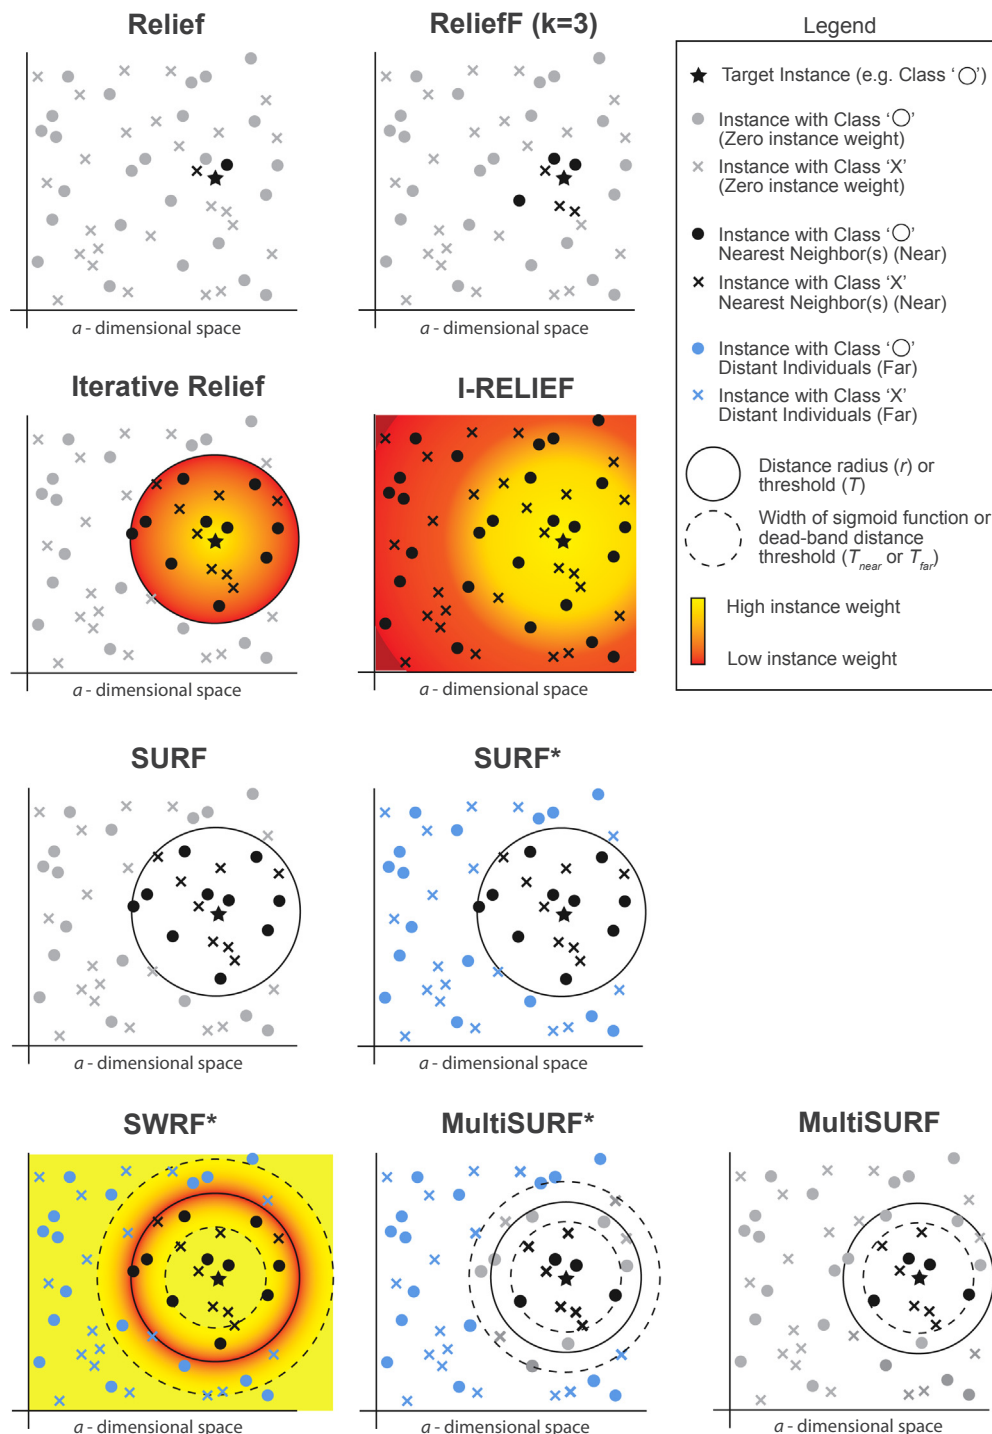 Relief
ReliefF (k=3)
Legend
Target Instance (e.g. Class ‘○’)
Instance with Class ‘○’
(Zero instance weight)
Instance with Class ‘X’
(Zero instance weight)
Instance with Class ‘○’
Nearest Neighbor(s) (Near)
Instance with Class ‘X’
Nearest Neighbor(s) (Near)
Instance with Class ‘○’
Distant Individuals (Far)
Instance with Class ‘X’
Distant Individuals (Far)
Distance radius (r) or
threshold (T)
Width of sigmoid function or
dead-band distance
threshold (T_near or T_far)
High instance weight
Low instance weight
a - dimensional space
a - dimensional space
Iterative Relief
I-RELIEF
a - dimensional space
a - dimensional space
SURF
SURF*
a - dimensional space
a - dimensional space
SWRF*
MultiSURF*
MultiSURF
a - dimensional space
a - dimensional space
a - dimensional space